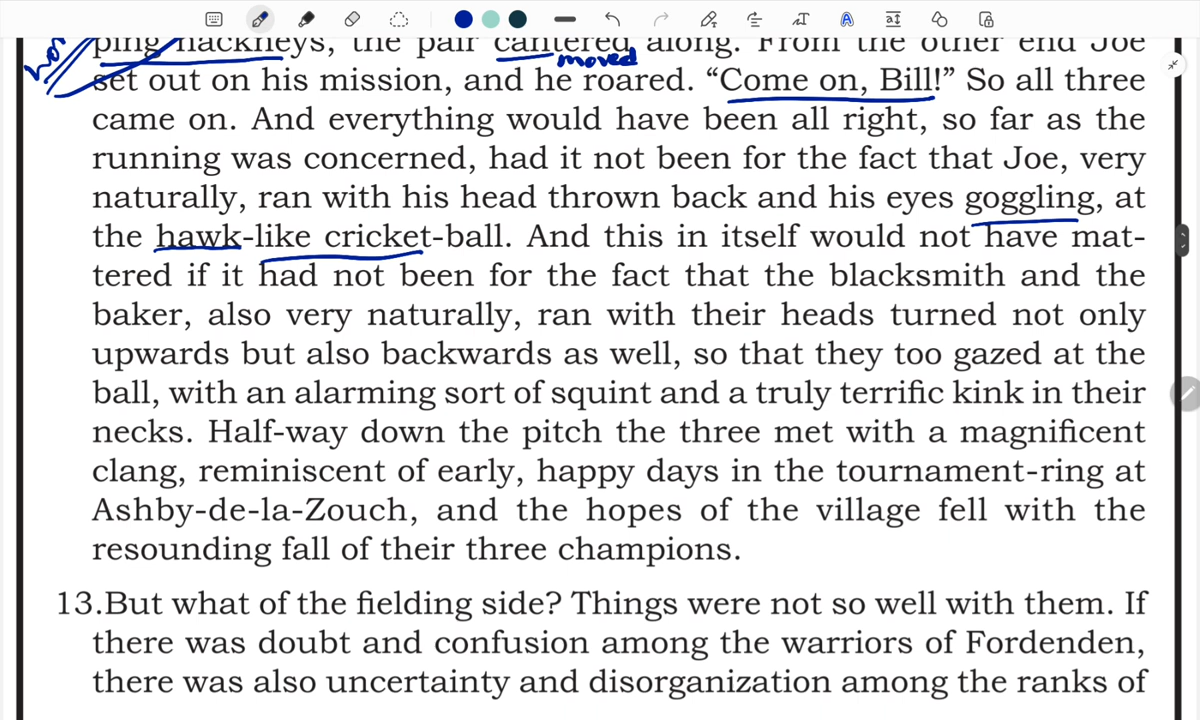 ping hackneys, the pair cantered along. From the other end Joe
moved
set out on his mission, and he roared. “Come on, Bill!” So all three
came on. And everything would have been all right, so far as the
running was concerned, had it not been for the fact that Joe, very
naturally, ran with his head thrown back and his eyes goggling, at
the hawk-like cricket-ball. And this in itself would not have mat-
tered if it had not been for the fact that the blacksmith and the
baker, also very naturally, ran with their heads turned not only
upwards but also backwards as well, so that they too gazed at the
ball, with an alarming sort of squint and a truly terrific kink in their
necks. Half-way down the pitch the three met with a magnificent
clang, reminiscent of early, happy days in the tournament-ring at
Ashby-de-la-Zouch, and the hopes of the village fell with the
resounding fall of their three champions.
13.But what of the fielding side? Things were not so well with them. If
there was doubt and confusion among the warriors of Fordenden,
there was also uncertainty and disorganization among the ranks of